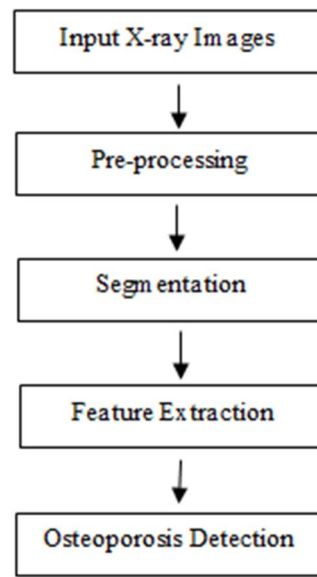 Input X-ray Images
Pre-processing
Segmentation
Feature Extraction
Osteoporosis Detection